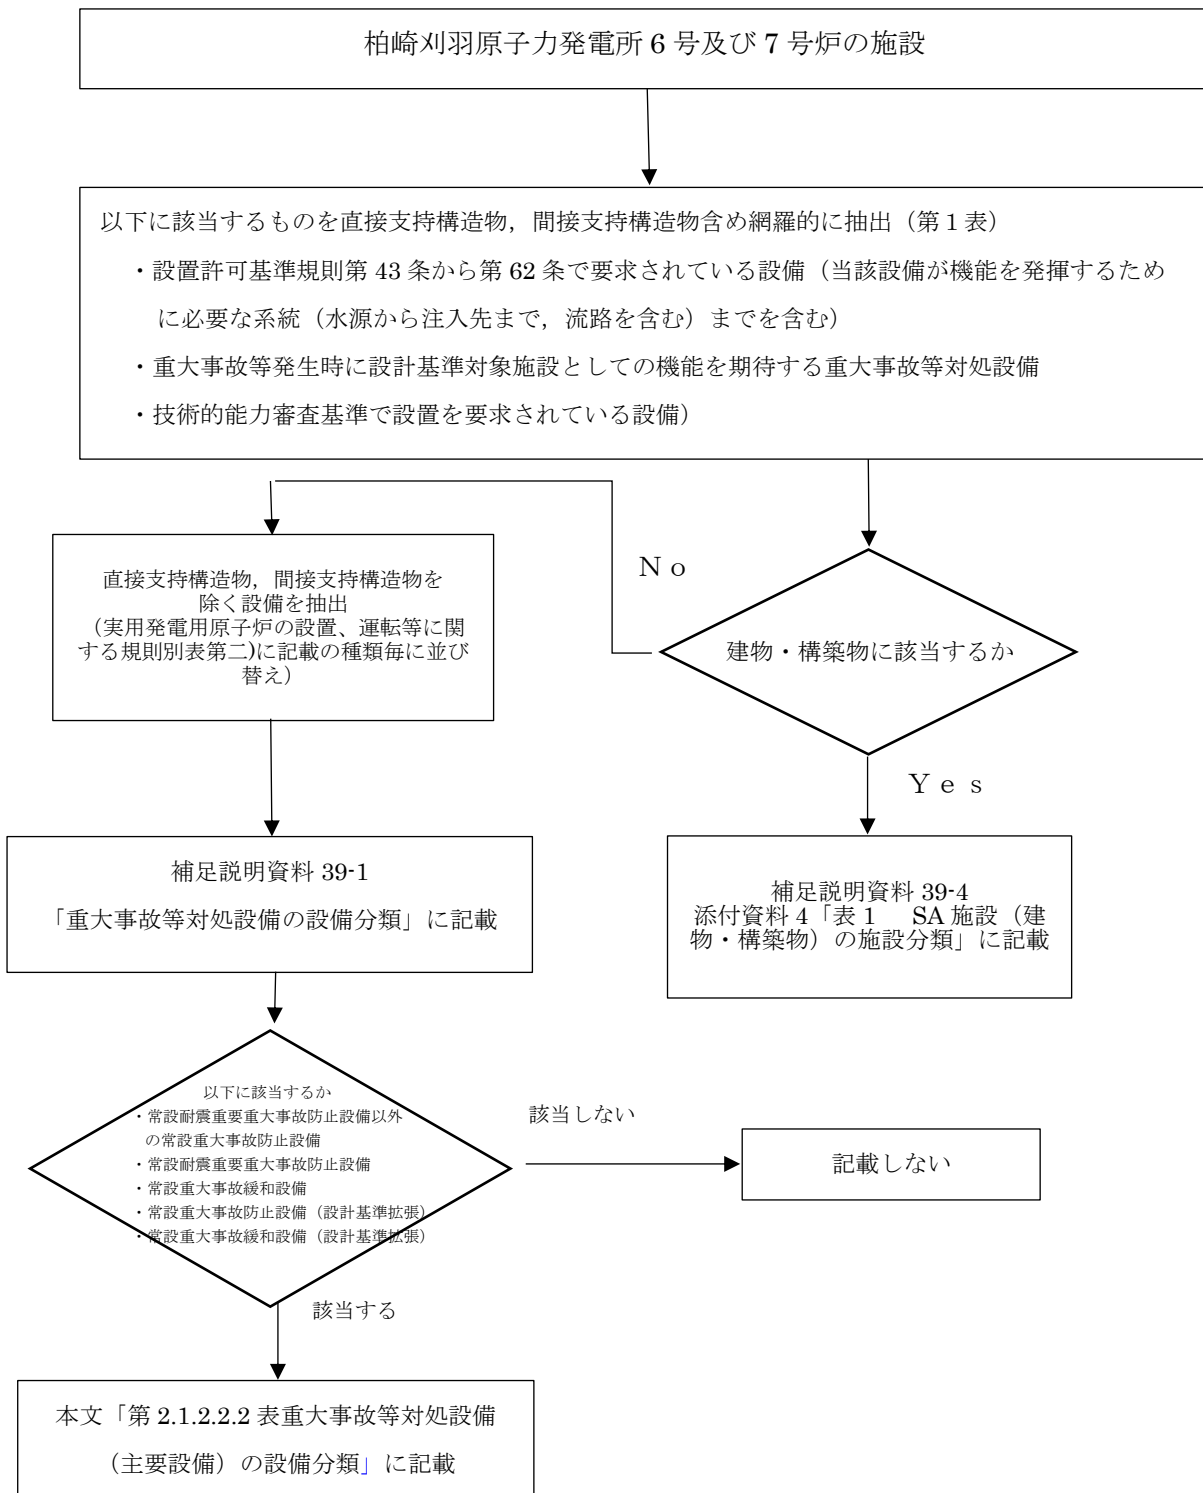 柏崎刈羽原子力発電所 6 号及び 7 号炉の施設
以下に該当するものを直接支持構造物，間接支持構造物含め網羅的に抽出（第 1 表）
・設置許可基準規則第 43 条から第 62 条で要求されている設備（当該設備が機能を発揮するため
に必要な系統（水源から注入先まで，流路を含む）までを含む）
・重大事故等発生時に設計基準対象施設としての機能を期待する重大事故等対処設備
・技術的能力審査基準で設置を要求されている設備）
直接支持構造物，間接支持構造物を
除く設備を抽出
（実用発電用原子炉の設置、運転等に関
する規則別表第二)に記載の種類毎に並び
替え）
Ｎｏ
建物・構築物に該当するか
Ｙｅｓ
補足説明資料 39-1
「重大事故等対処設備の設備分類」に記載
補足説明資料 39-4
添付資料 4「表 1　SA 施設（建
物・構築物）の施設分類」に記載
以下に該当するか
・常設耐震重要重大事故防止設備以外
の常設重大事故防止設備
・常設耐震重要重大事故防止設備
・常設重大事故緩和設備
・常設重大事故防止設備（設計基準拡張）
・常設重大事故緩和設備（設計基準拡張）
該当しない
記載しない
該当する
本文「第 2.1.2.2.2 表重大事故等対処設備
（主要設備）の設備分類」に記載